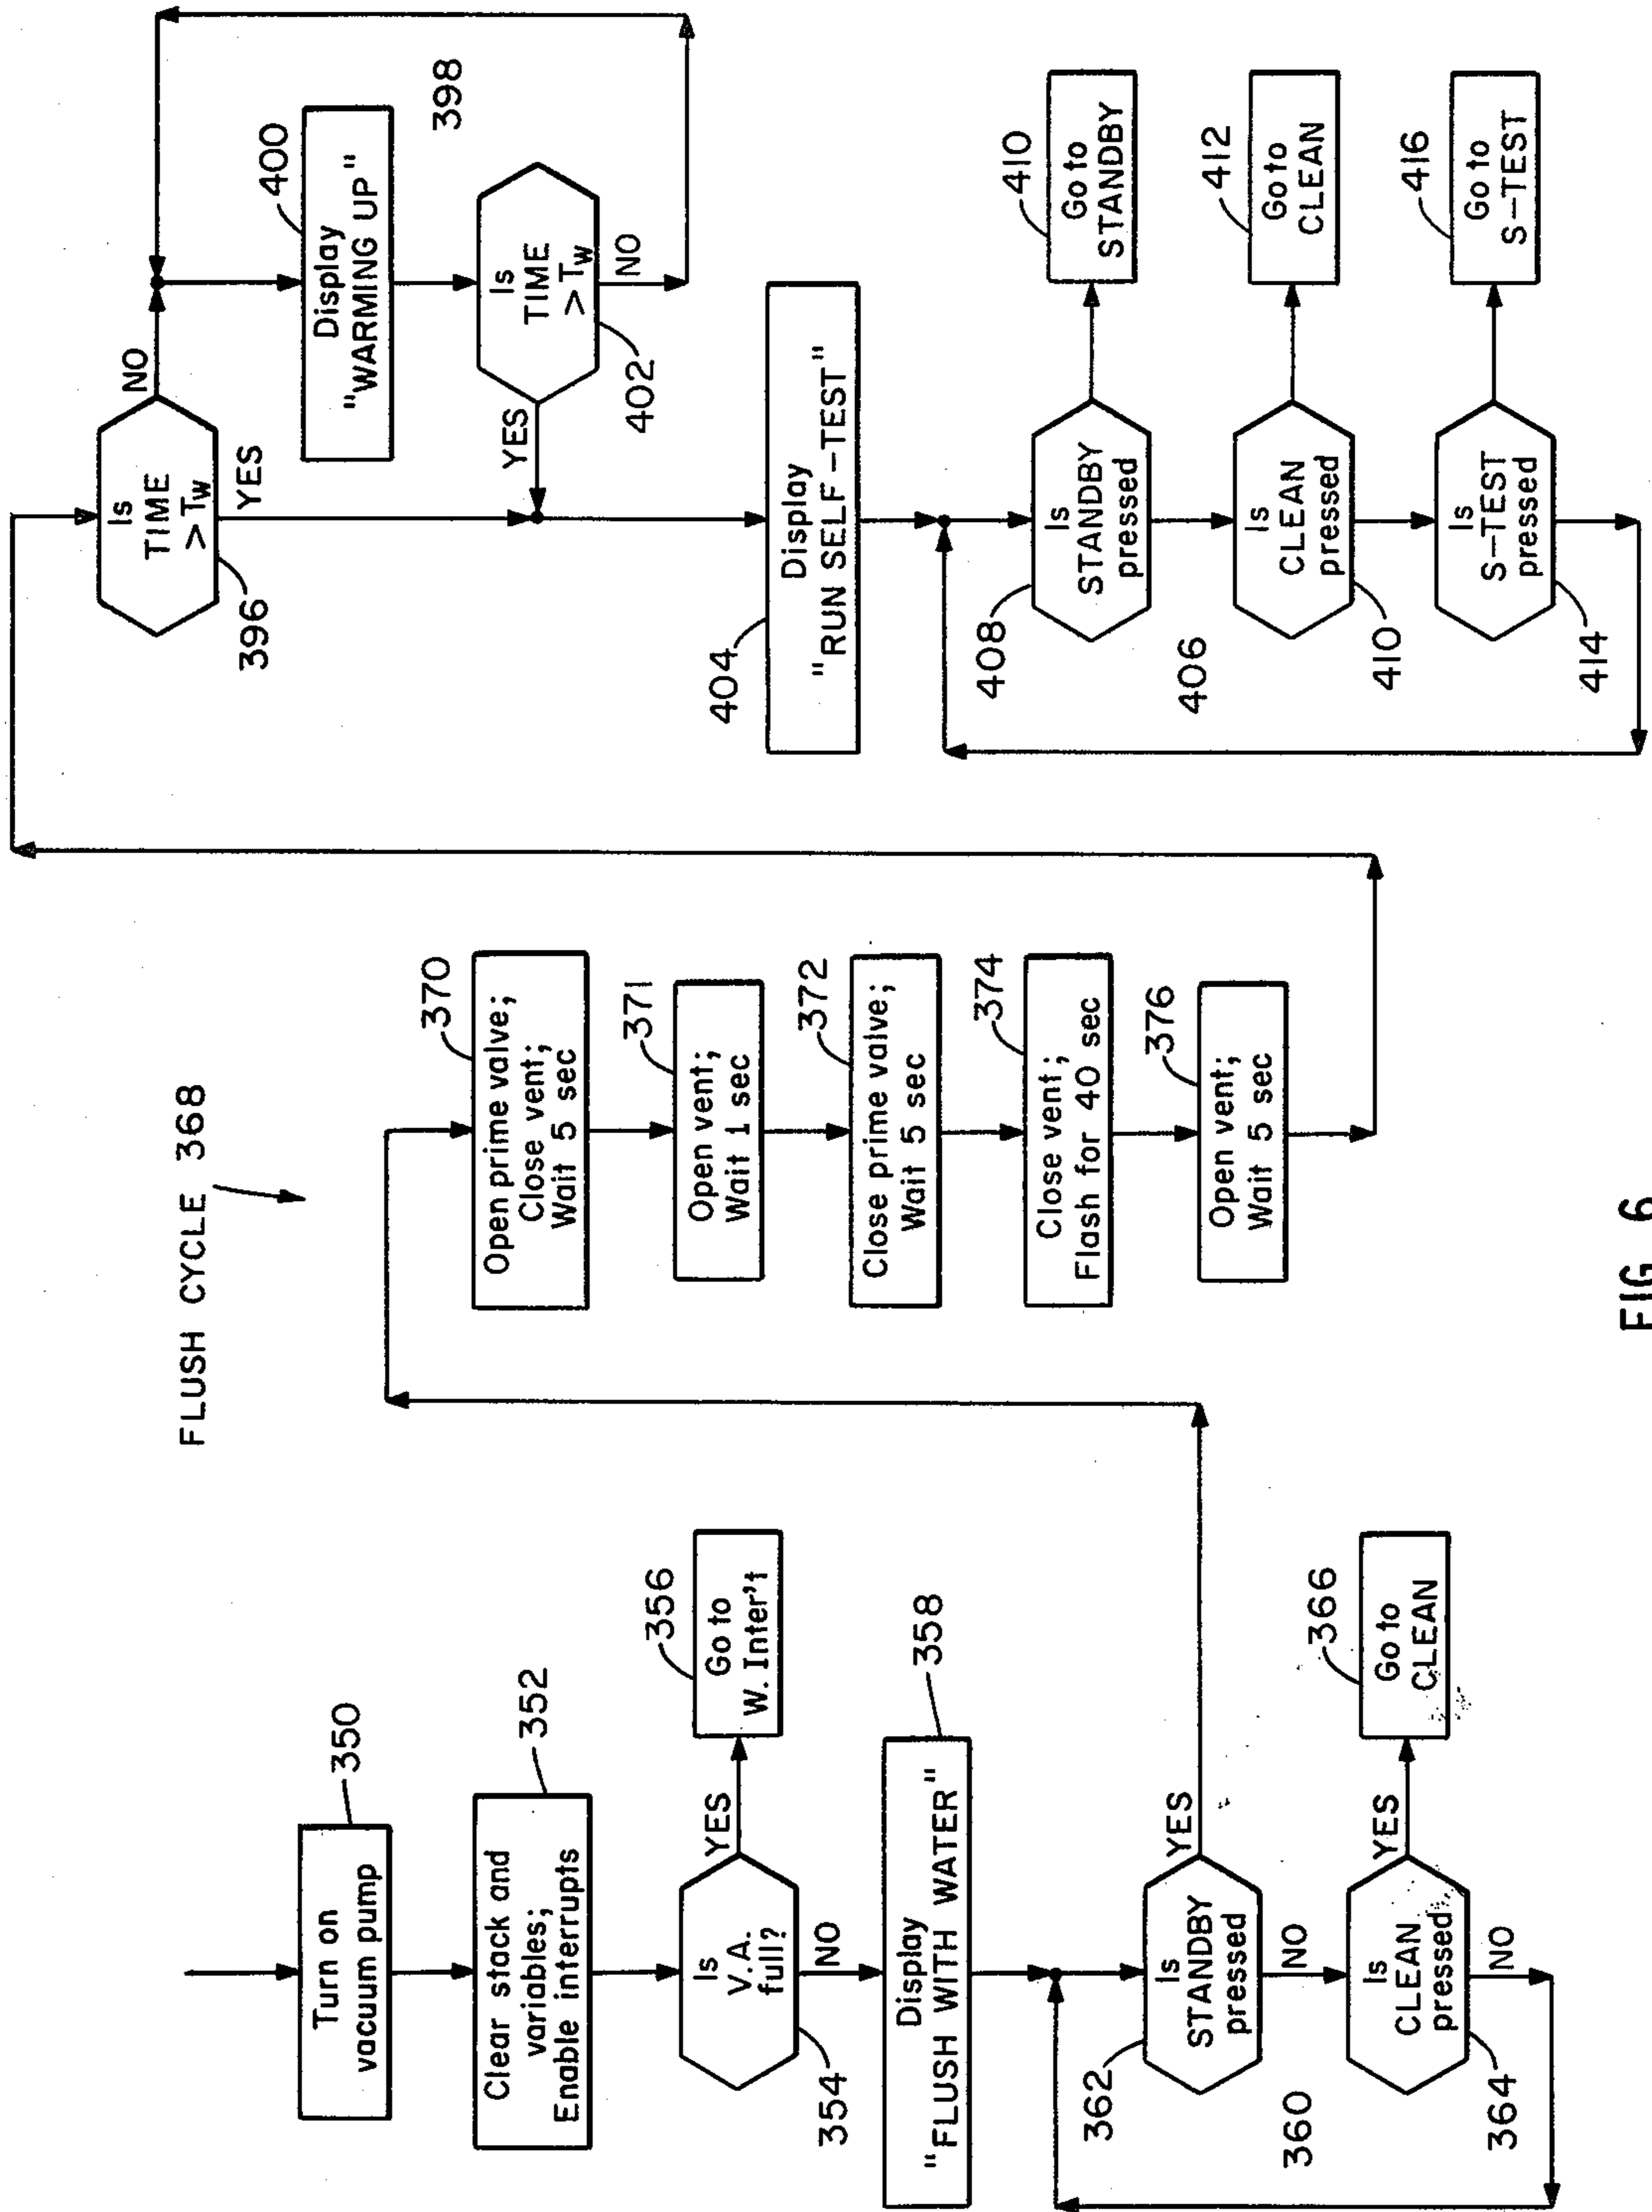 350
Turn on
vacuum pump
352
Clear stack and
variables;
Enable interrupts
Is
V.A.
full?
354
YES
356
Go to
W. Inter't
NO
358
Display
"FLUSH WITH WATER"
Is
STANDBY
pressed
362
YES
NO
360
Is
CLEAN
pressed
364
YES
366
Go to
CLEAN
NO
FLUSH CYCLE 368
370
Open prime valve;
Close vent;
Wait 5 sec
371
Open vent;
Wait 1 sec
372
Close prime valve;
Wait 5 sec
374
Close vent;
Flash for 40 sec
376
Open vent;
Wait 5 sec
Is
TIME
>TW
396
NO
YES
400
Display
"WARMING UP"
398
Is
TIME
>TW
402
YES
NO
404
Display
"RUN SELF-TEST"
Is
STANDBY
pressed
408
410
Go to
STANDBY
406
Is
CLEAN
pressed
410
412
Go to
CLEAN
Is
S-TEST
pressed
414
416
Go to
S-TEST
FIG. 6